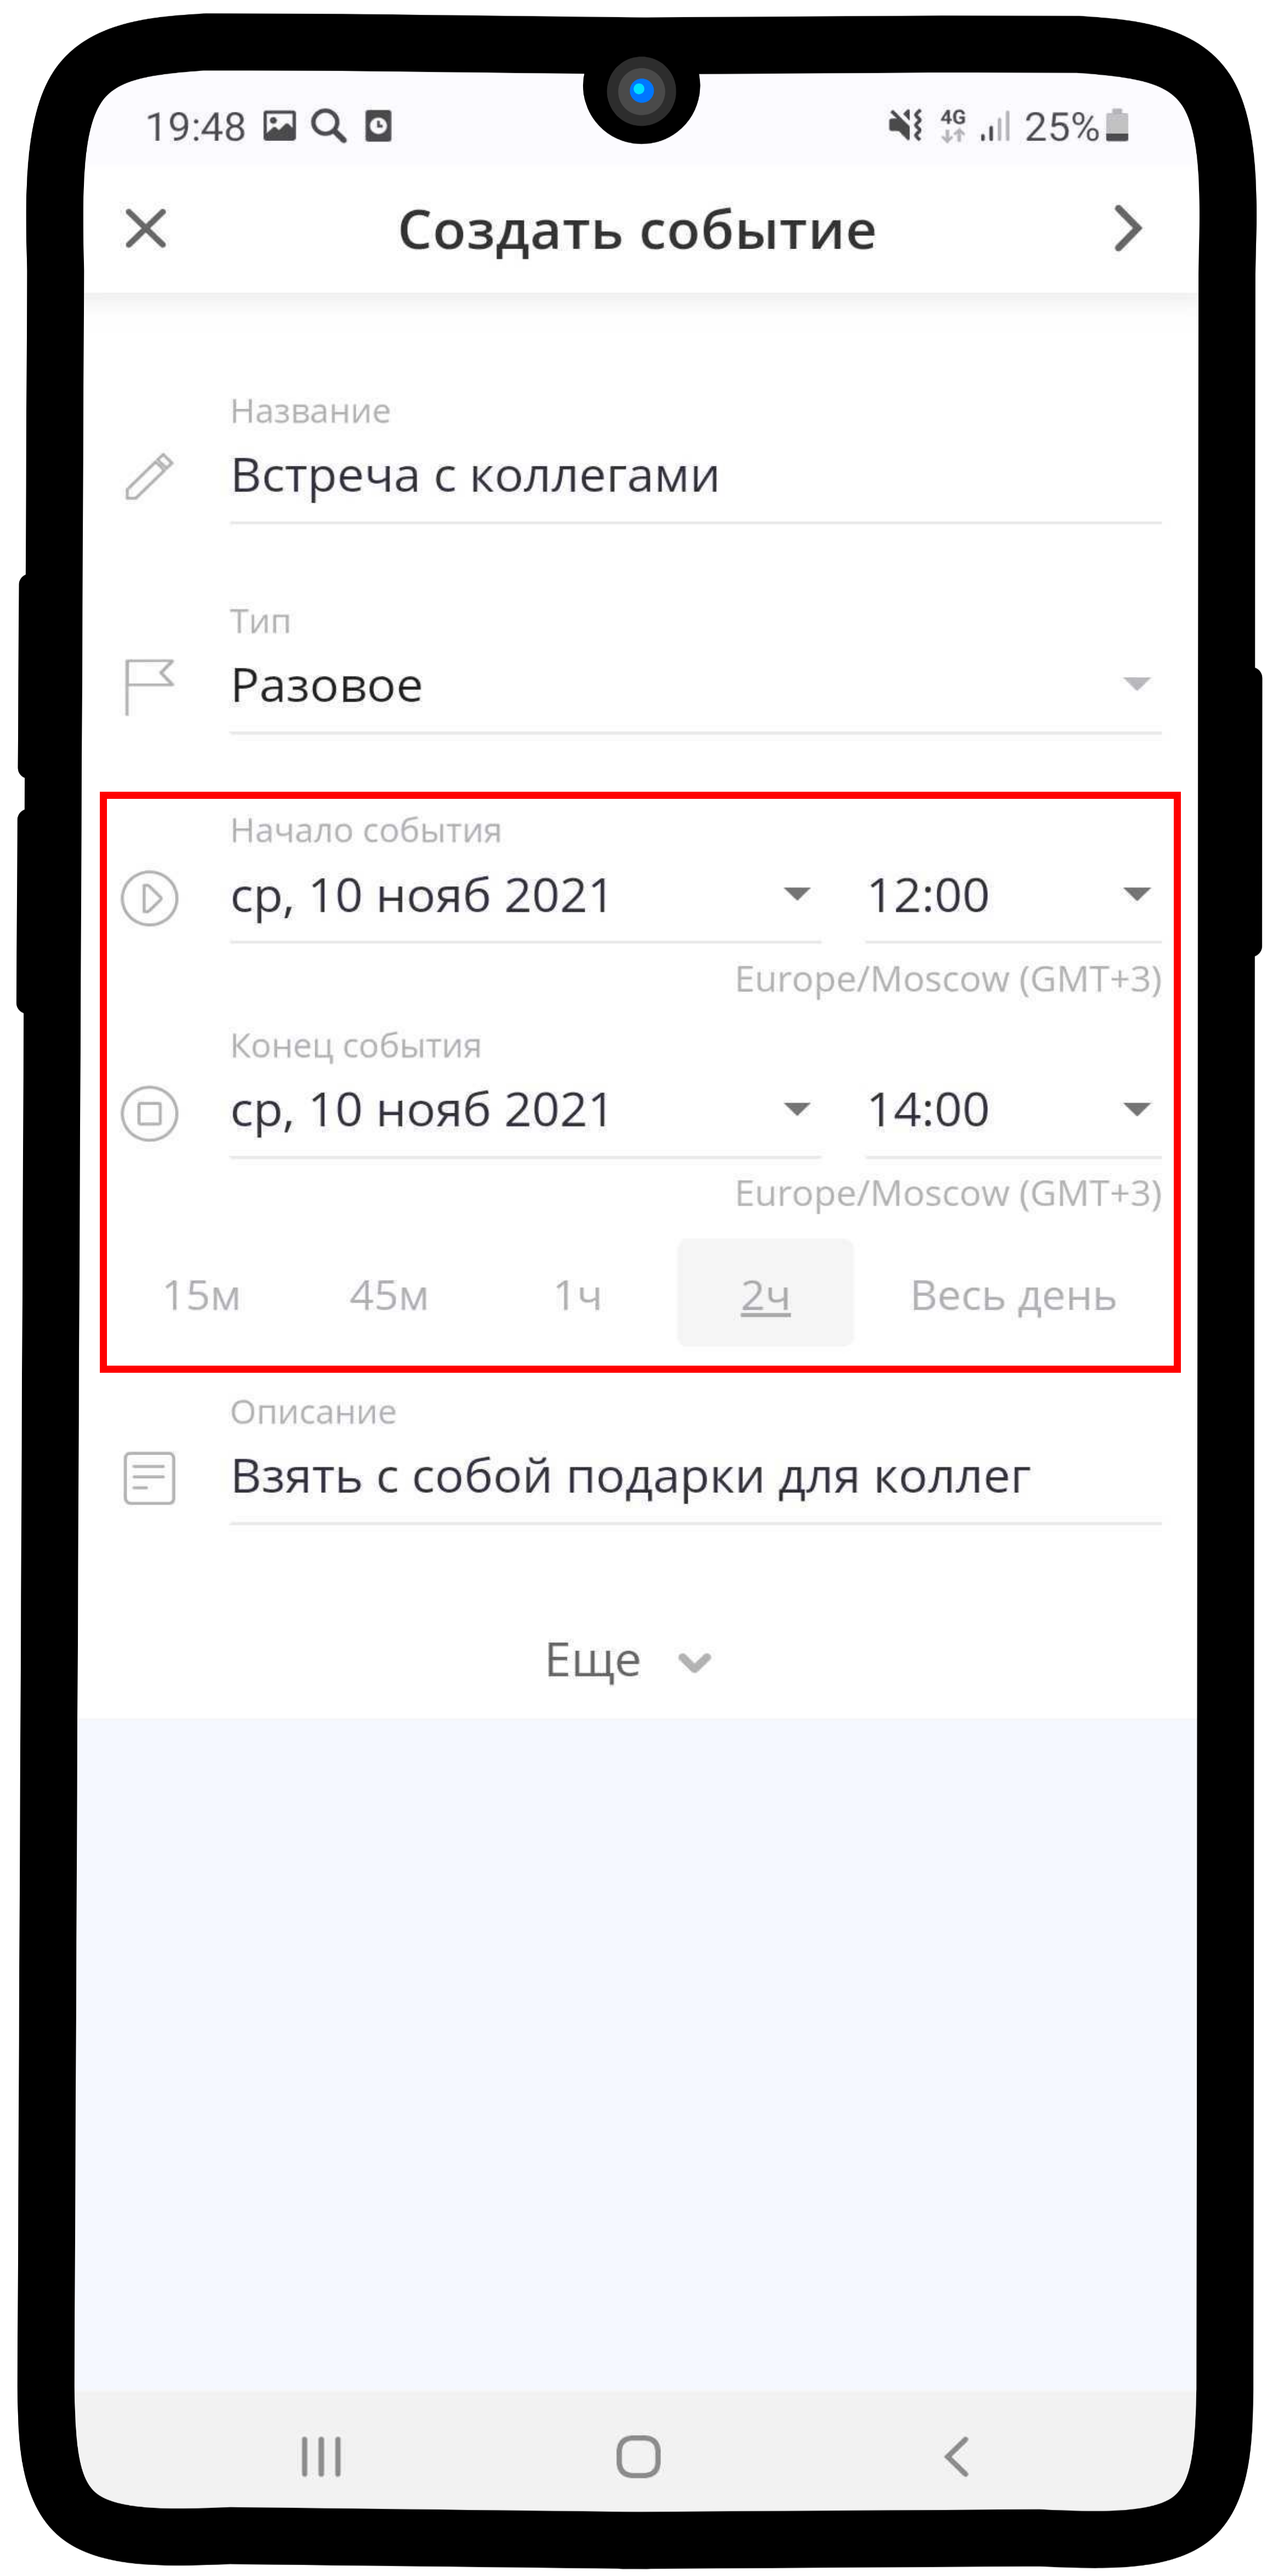 19:48 4G 25%
Создать событие
Название
Встреча с коллегами
Тип
Разовое
Начало события
ср, 10 нояб 2021 12:00
Europe/Moscow (GMT+3)
Конец события
ср, 10 нояб 2021 14:00
Europe/Moscow (GMT+3)
15м 45м 1ч 2ч Весь день
Описание
Взять с собой подарки для коллег
Еще